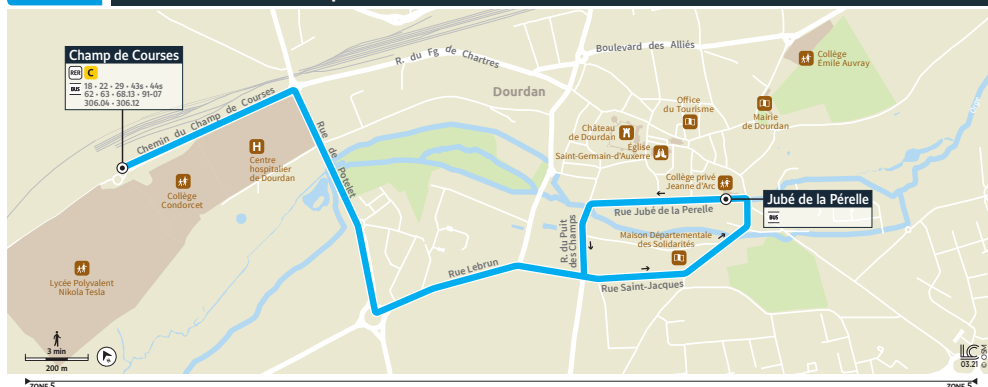 Champ de Courses
RER C
BUS 18 • 22 • 29 • 43s • 44s
62 • 63 • 68.13 • 91-07
306.04 • 306.12
Chemin du Champ de Courses
R. du Fg de Chartres
Boulevard des Alliés
Collège
Émile Auvray
Dourdan
Office
du Tourisme
Mairie
de Dourdan
Château
de Dourdan
Église
Saint-Germain-d'Auxerre
H
Centre
hospitalier
de Dourdan
Rue de Potelet
Collège
Condorcet
Collège privé
Jeanne d'Arc
Jubé de la Pérelle
BUS
Rue Jubé de la Perelle
R. du Puit
des Champs
Maison Départementale
des Solidarités
Lycée Polyvalent
Nikola Tesla
Rue Lebrun
Rue Saint-Jacques
3 min
200 m
N
LC
03.21
© OSM
ZONE 5
ZONE 5